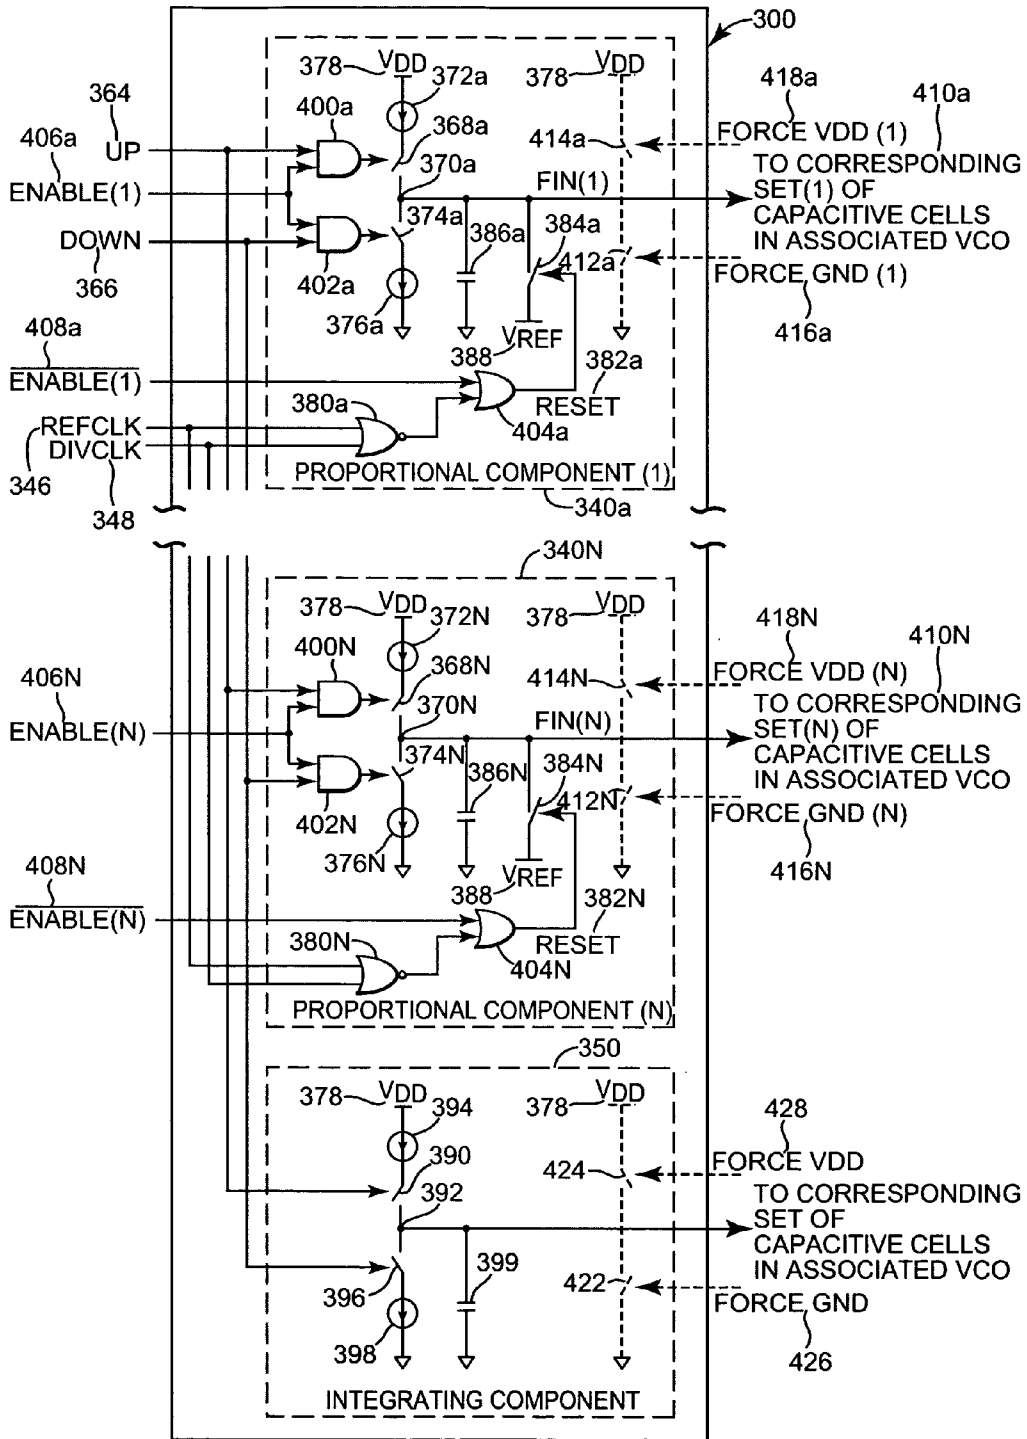 300
378
VDD
372a
378
VDD
418a
410a
364
400a
368a
414a
FORCE VDD (1)
406a
UP
370a
TO CORRESPONDING
SET(1) OF
CAPACITIVE CELLS
IN ASSOCIATED VCO
ENABLE(1)
FIN(1)
374a
386a
384a
412a
DOWN
FORCE GND (1)
366
402a
376a
416a
408a
388
VREF
382a
ENABLE(1)
380a
RESET
REFCLK
404a
DIVCLK
346
PROPORTIONAL COMPONENT (1)
348
340a
340N
378
VDD
372N
378
VDD
418N
410N
400N
368N
414N
FORCE VDD (N)
406N
370N
TO CORRESPONDING
SET(N) OF
CAPACITIVE CELLS
IN ASSOCIATED VCO
ENABLE(N)
FIN(N)
374N
386N
384N
412N
FORCE GND (N)
402N
376N
416N
408N
388
VREF
382N
ENABLE(N)
380N
RESET
404N
PROPORTIONAL COMPONENT (N)
350
378
VDD
394
378
VDD
428
390
424
FORCE VDD
392
TO CORRESPONDING
SET OF
CAPACITIVE CELLS
IN ASSOCIATED VCO
396
399
422
FORCE GND
398
426
INTEGRATING COMPONENT